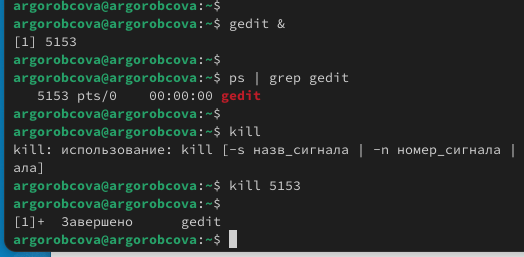 argorobcova@argorobcova:~$
argorobcova@argorobcova:~$ gedit &
[1] 5153
argorobcova@argorobcova:~$
argorobcova@argorobcova:~$ ps | grep gedit
   5153 pts/0    00:00:00 gedit
argorobcova@argorobcova:~$
argorobcova@argorobcova:~$ kill
kill: использование: kill [-s назв_сигнала | -n номер_сигнала |
ала]
argorobcova@argorobcova:~$ kill 5153
argorobcova@argorobcova:~$
[1]+  Завершено      gedit
argorobcova@argorobcova:~$